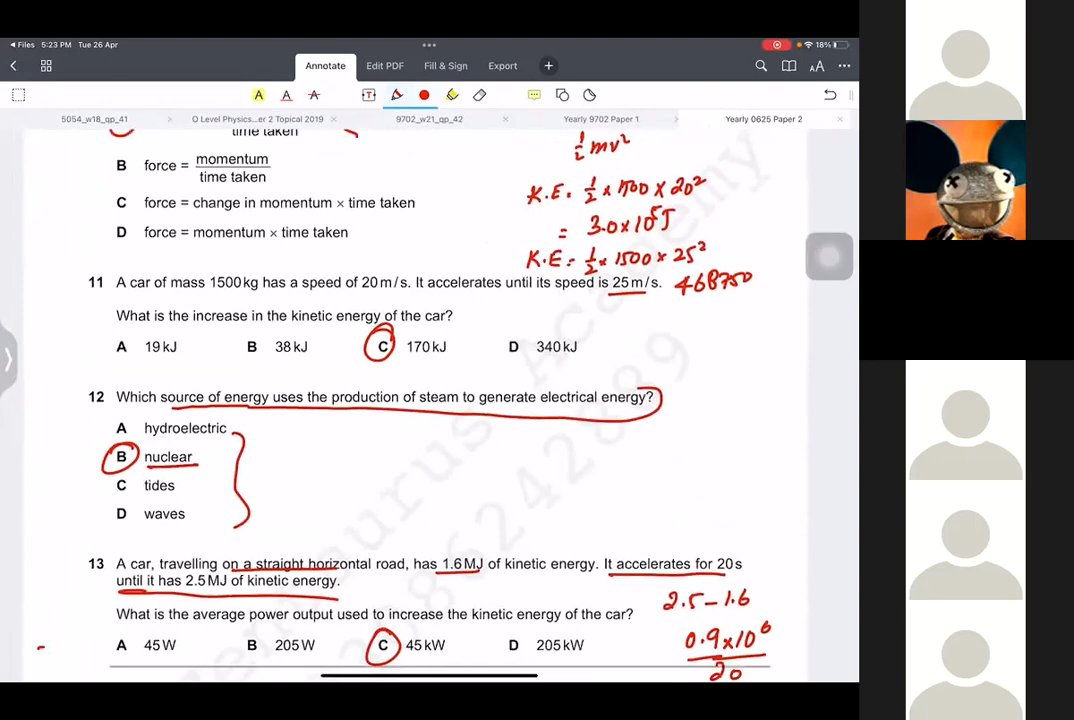 Files 5:23 PM Tue 26 Apr 18%
Annotate Edit PDF Fill & Sign Export
5054_w18_qp_41 O Level Physics...er 2 Topical 2019 9702_w21_qp_42 Yearly 9702 Paper 1 Yearly 0625 Paper 2
time taken
½mv²
B force = momentum
time taken
K.E = ½ × 1500 × 20²
C force = change in momentum × time taken
= 3.0×10⁵J
D force = momentum × time taken
K.E = ½ × 1500 × 25²
11 A car of mass 1500 kg has a speed of 20 m/s. It accelerates until its speed is 25 m/s.
468750
What is the increase in the kinetic energy of the car?
A 19 kJ B 38 kJ C 170 kJ D 340 kJ
12 Which source of energy uses the production of steam to generate electrical energy?
A hydroelectric
B nuclear
C tides
D waves
13 A car, travelling on a straight horizontal road, has 1.6 MJ of kinetic energy. It accelerates for 20 s
until it has 2.5 MJ of kinetic energy.
2.5 - 1.6
What is the average power output used to increase the kinetic energy of the car?
A 45 W B 205 W C 45 kW D 205 kW
0.9×10⁶
20
Academy